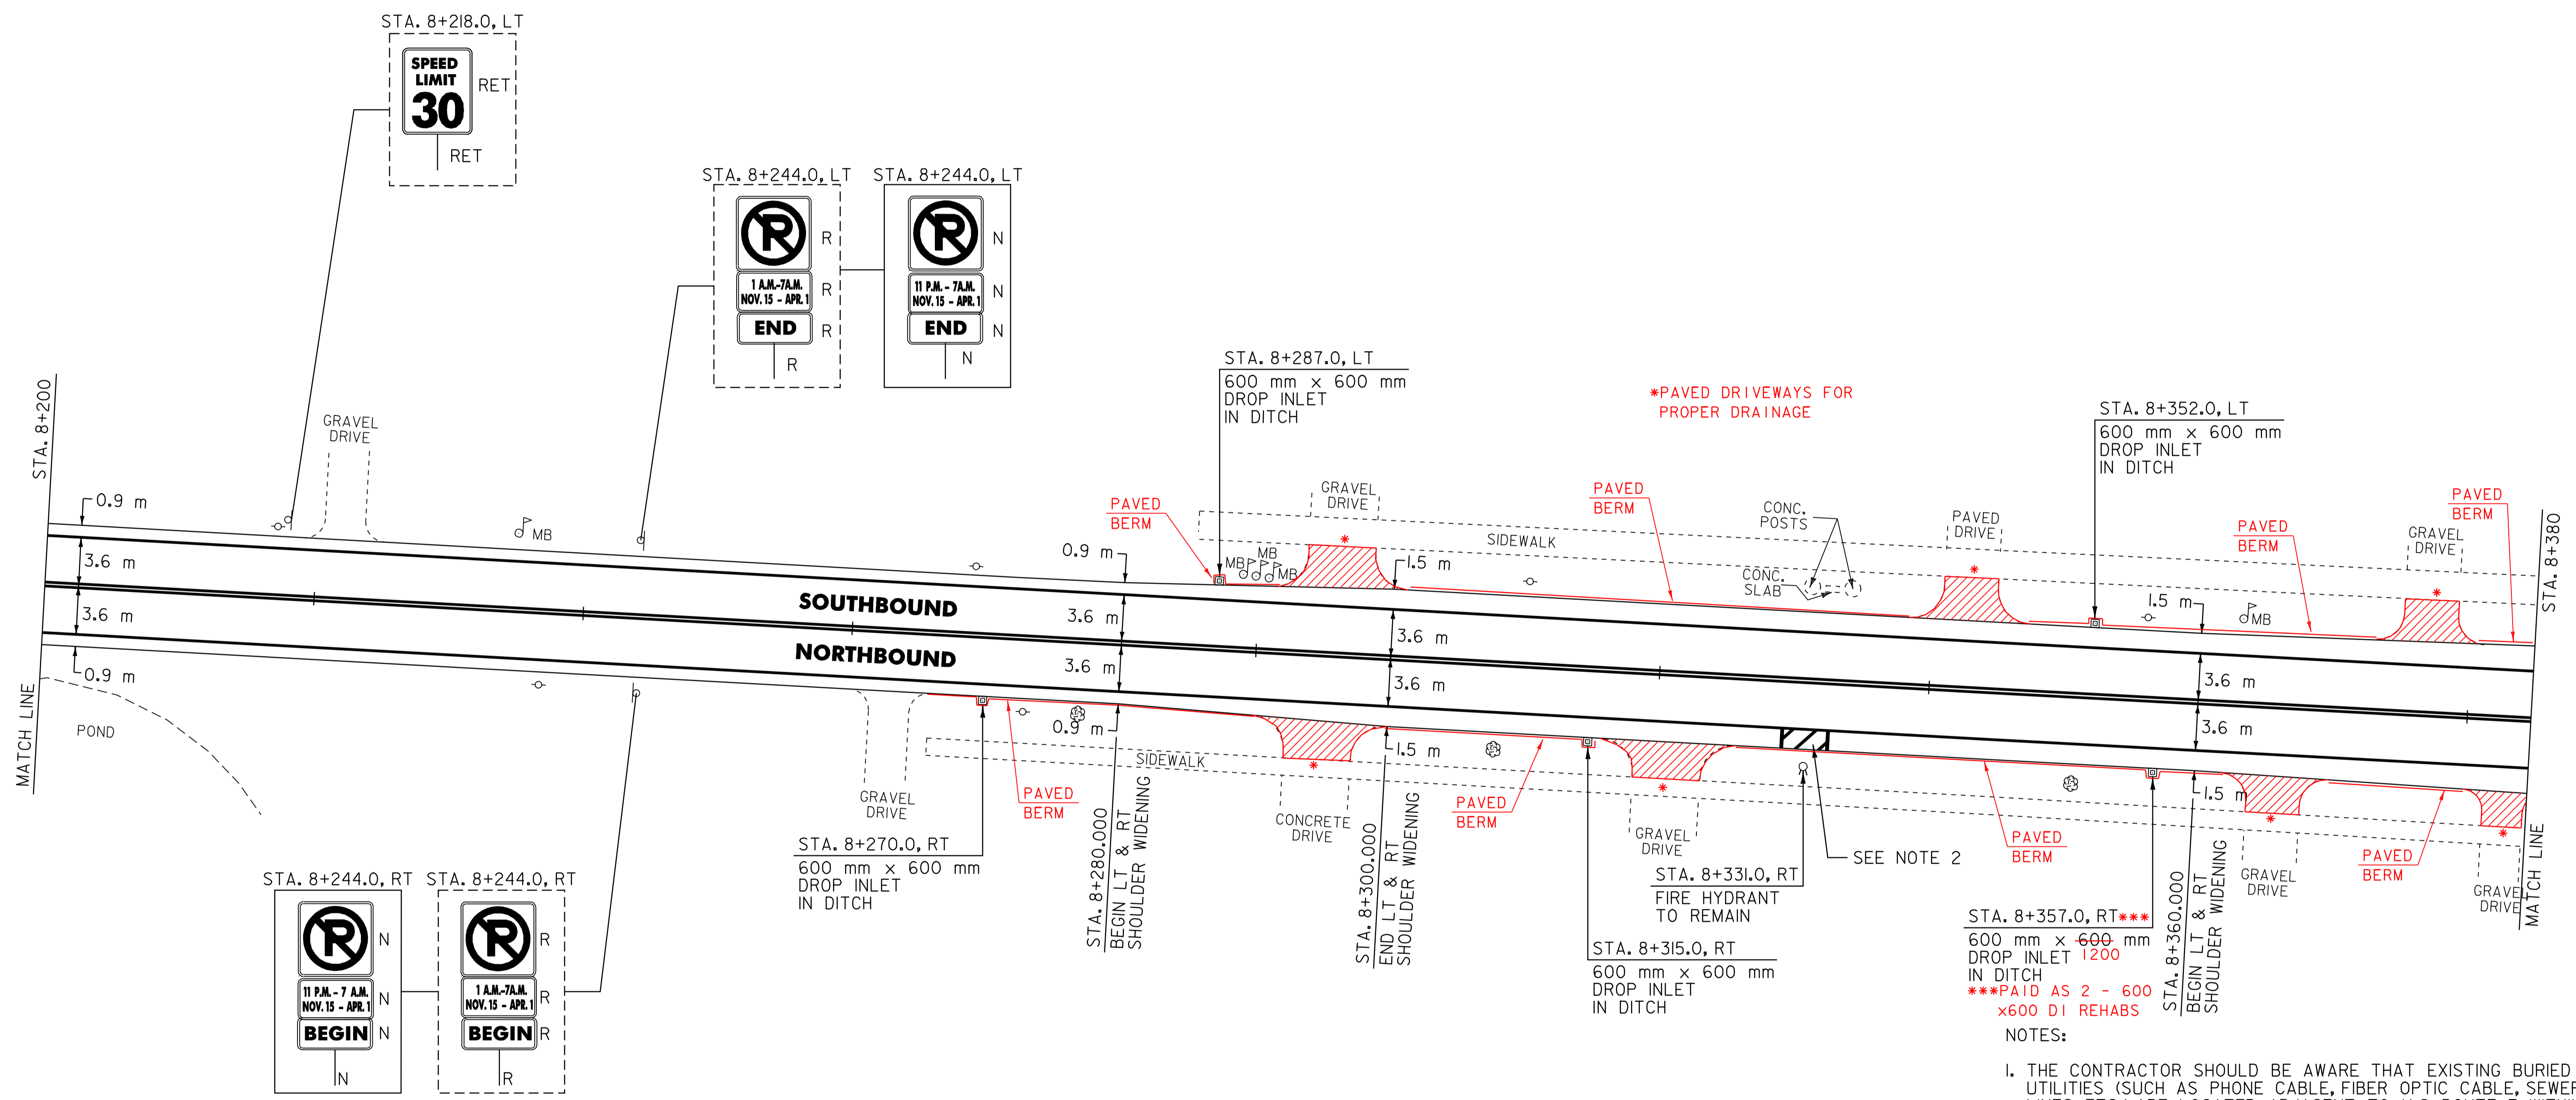 STA. 8+218.0, LT
SPEED
LIMIT
30
RET
RET
STA. 8+244.0, LT
P
1 A.M.-7A.M.
NOV. 15 - APR. 1
END
R
R
R
R
STA. 8+244.0, LT
P
11 P.M. - 7A.M.
NOV. 15 - APR. 1
END
N
N
N
N
STA. 8+287.0, LT
600 mm x 600 mm
DROP INLET
IN DITCH
*PAVED DRIVEWAYS FOR
PROPER DRAINAGE
STA. 8+352.0, LT
600 mm x 600 mm
DROP INLET
IN DITCH
STA. 8+200
MATCH LINE
GRAVEL
DRIVE
0.9 m
3.6 m
3.6 m
0.9 m
POND
MB
SOUTHBOUND
NORTHBOUND
0.9 m
3.6 m
3.6 m
0.9 m
PAVED
BERM
MB
MB
MB
GRAVEL
DRIVE
*
1.5 m
3.6 m
3.6 m
1.5 m
SIDEWALK
PAVED
BERM
CONC.
POSTS
CONC.
SLAB
PAVED
DRIVE
*
PAVED
BERM
1.5 m
MB
GRAVEL
DRIVE
*
PAVED
BERM
STA. 8+380
MATCH LINE
3.6 m
3.6 m
1.5 m
GRAVEL
DRIVE
SIDEWALK
PAVED
BERM
STA. 8+270.0, RT
600 mm x 600 mm
DROP INLET
IN DITCH
STA. 8+280.000
BEGIN LT & RT
SHOULDER WIDENING
*
CONCRETE
DRIVE
STA. 8+300.000
END LT & RT
SHOULDER WIDENING
PAVED
BERM
STA. 8+315.0, RT
600 mm x 600 mm
DROP INLET
IN DITCH
*
GRAVEL
DRIVE
STA. 8+331.0, RT
FIRE HYDRANT
TO REMAIN
SEE NOTE 2
PAVED
BERM
STA. 8+357.0, RT***
600 mm x 600 mm
DROP INLET 1200
IN DITCH
***PAID AS 2 - 600
x600 DI REHABS
STA. 8+360.000
BEGIN LT & RT
SHOULDER WIDENING
*
GRAVEL
DRIVE
PAVED
BERM
*
GRAVEL
DRIVE
STA. 8+244.0, RT
P
11 P.M. - 7 A.M.
NOV. 15 - APR. 1
BEGIN
N
N
N
N
STA. 8+244.0, RT
P
1 A.M.-7A.M.
NOV. 15 - APR. 1
BEGIN
R
R
R
R
NOTES:
1. THE CONTRACTOR SHOULD BE AWARE THAT EXISTING BURIED
UTILITIES (SUCH AS PHONE CABLE, FIBER OPTIC CABLE, SEWER